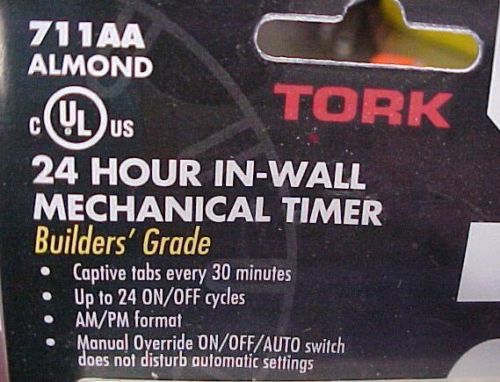 711AA
ALMOND
C UL US
TORK
24 HOUR IN-WALL
MECHANICAL TIMER
Builders' Grade
• Captive tabs every 30 minutes
• Up to 24 ON/OFF cycles
• AM/PM format
• Manual Override ON/OFF/AUTO switch
does not disturb automatic settings